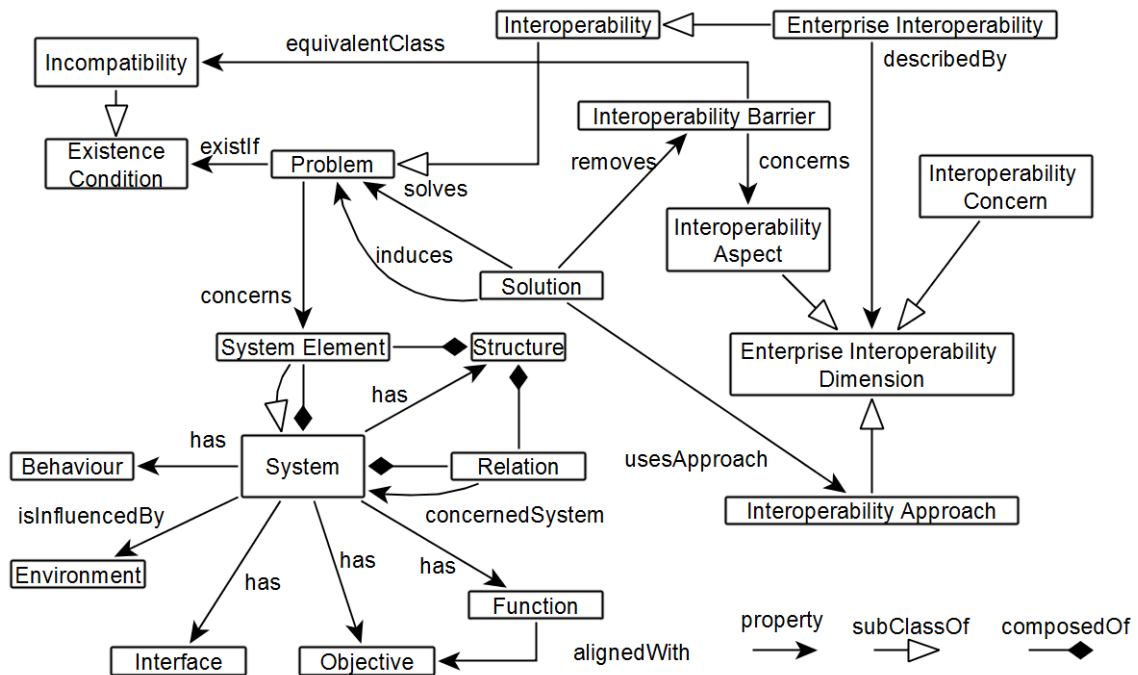 Interoperability
Enterprise Interoperability
equivalentClass
describedBy
Incompatibility
Interoperability Barrier
Existence
Condition
existIf
Problem
solves
removes
concerns
Interoperability
Concern
Interoperability
Aspect
induces
Solution
concerns
System Element
Structure
Enterprise Interoperability
Dimension
has
has
Behaviour
System
Relation
usesApproach
isInfluencedBy
concernedSystem
Interoperability Approach
Environment
has
has
has
Function
property
subClassOf
composedOf
Interface
Objective
alignedWith